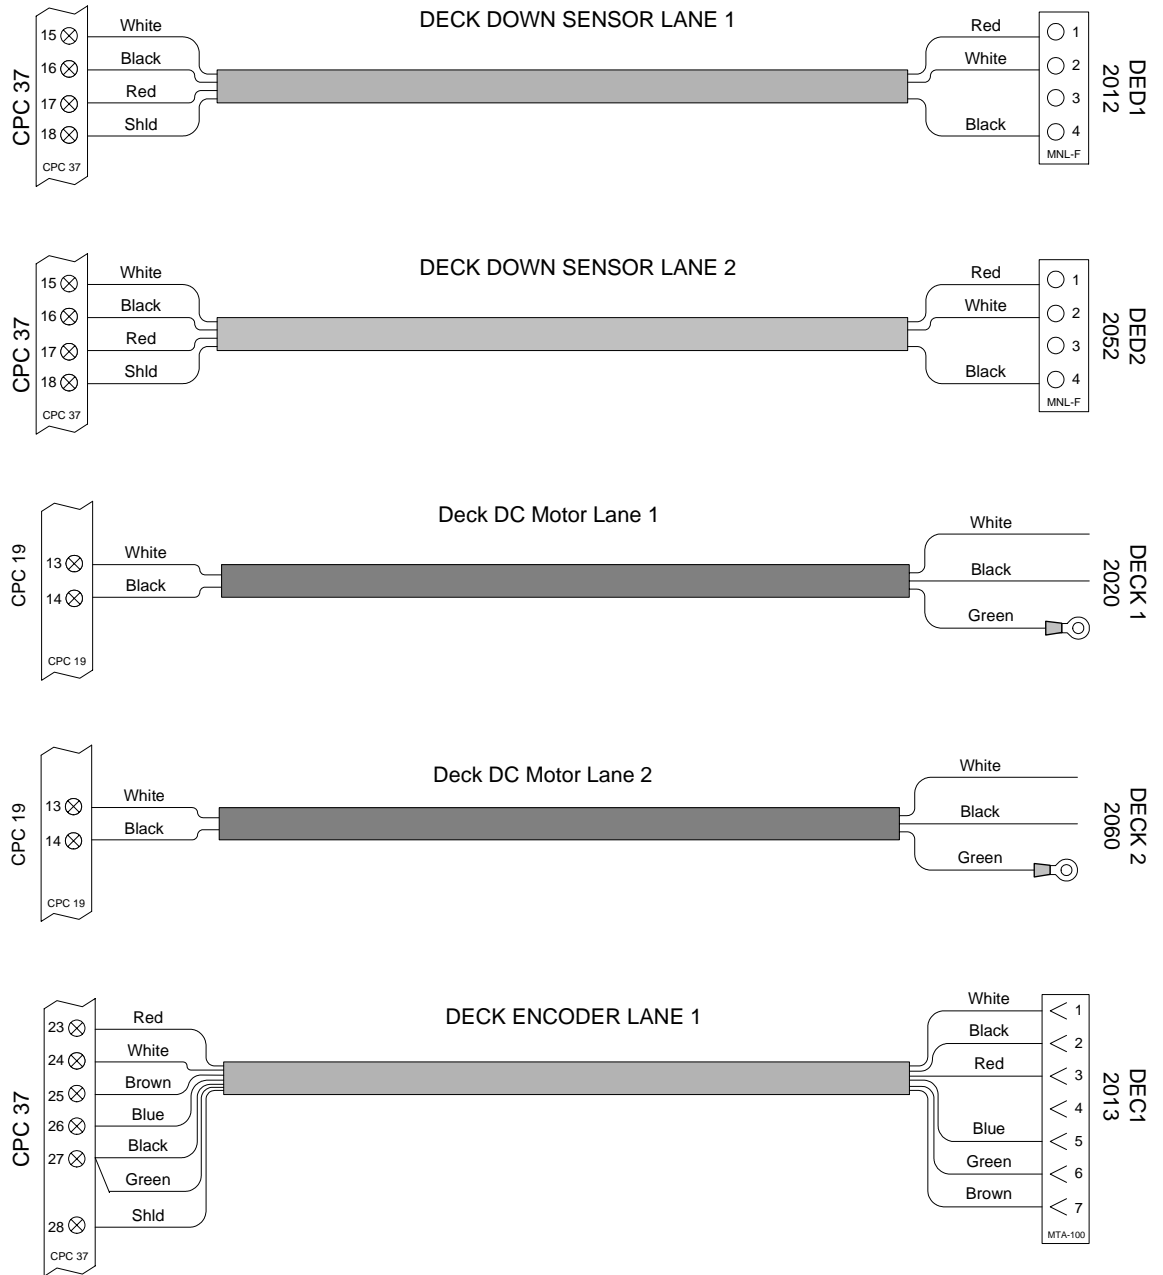 DECK DOWN SENSOR LANE 1
CPC 37
15 White
16 Black
17 Red
18 Shld
CPC 37
Red 1
White 2
3
Black 4
MNL-F
DED1
2012
DECK DOWN SENSOR LANE 2
CPC 37
15 White
16 Black
17 Red
18 Shld
CPC 37
Red 1
White 2
3
Black 4
MNL-F
DED2
2052
Deck DC Motor Lane 1
CPC 19
13 White
14 Black
CPC 19
White
Black
Green
DECK 1
2020
Deck DC Motor Lane 2
CPC 19
13 White
14 Black
CPC 19
White
Black
Green
DECK 2
2060
DECK ENCODER LANE 1
CPC 37
23 Red
24 White
25 Brown
26 Blue
27 Black
Green
28 Shld
CPC 37
White 1
Black 2
Red 3
4
Blue 5
Green 6
Brown 7
MTA-100
DEC1
2013